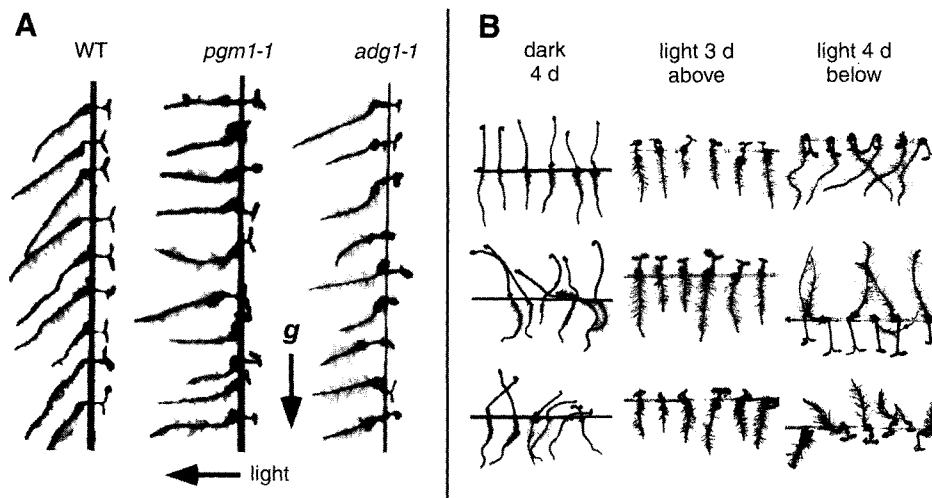 A
WT
pgm1-1
adg1-1
g
light
B
dark
4 d
light 3 d
above
light 4 d
below